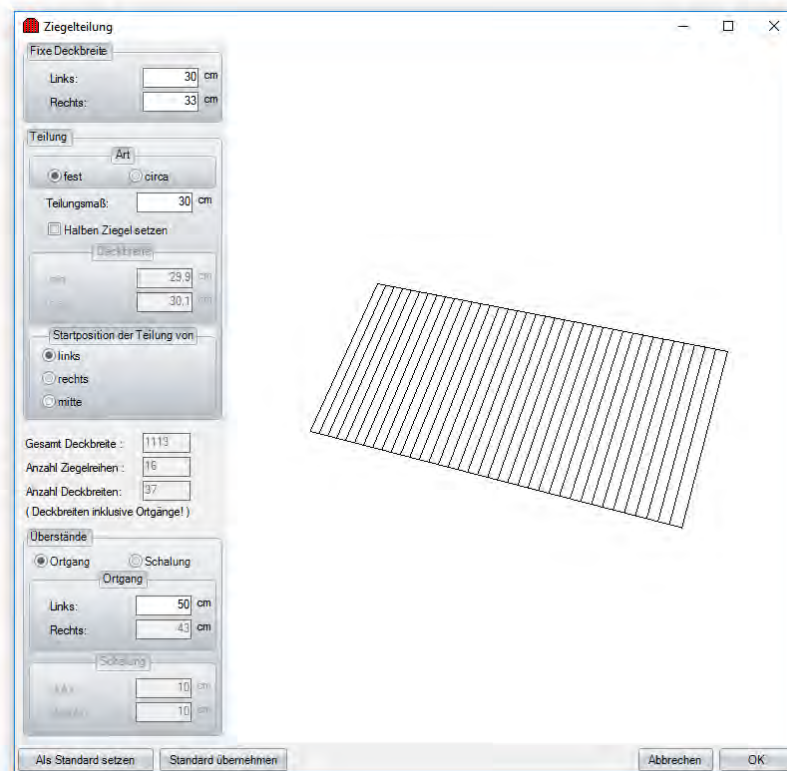 Ziegelteilung
Fixe Deckbreite
Links: 30 cm
Rechts: 33 cm
Teilung
Art
fest circa
Teilungsmaß: 30 cm
Halben Ziegel setzen
Deckbreite
29,9 cm
30,1 cm
Startposition der Teilung von
links
rechts
mitte
Gesamt Deckbreite : 1113
Anzahl Ziegelreihen : 16
Anzahl Deckbreiten: 37
( Deckbreiten inklusive Ortgänge! )
Überstände
Ortgang Schalung
Ortgang
Links: 50 cm
Rechts: 43 cm
Schalung
10 cm
10 cm
Als Standard setzen Standard übernehmen Abbrechen OK